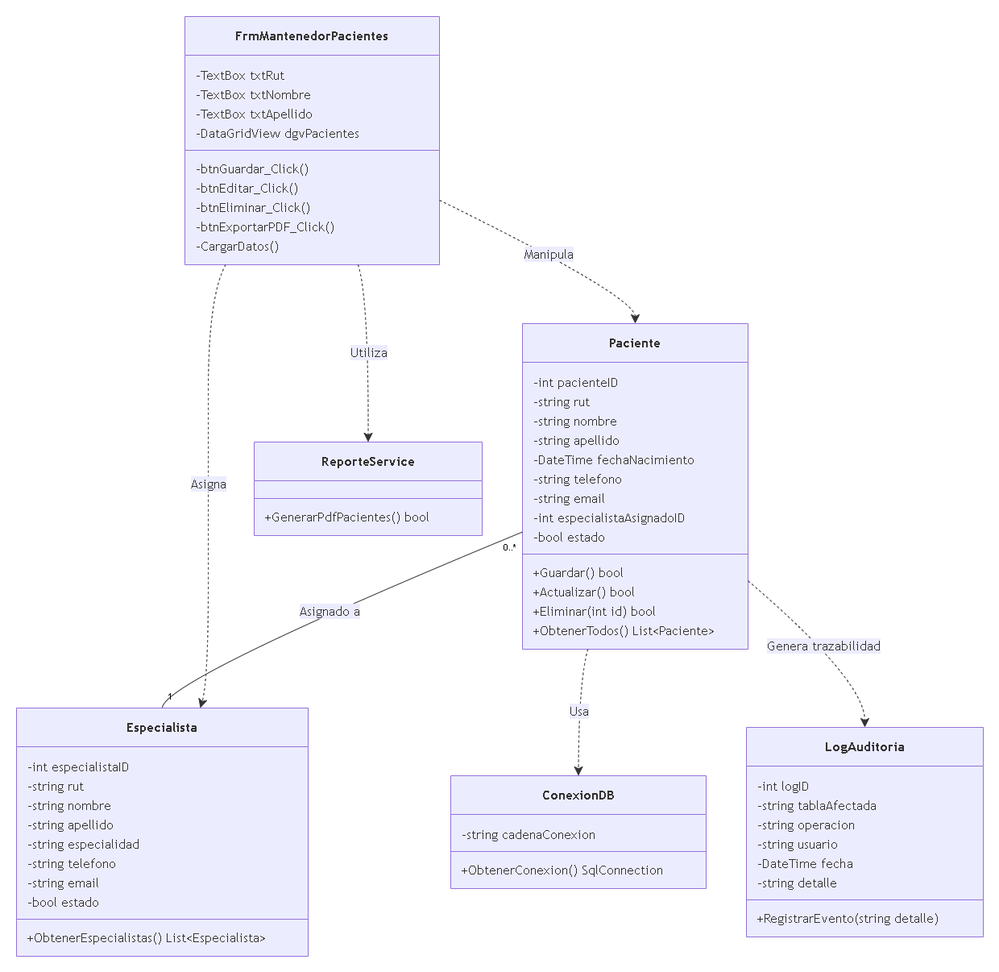 FrmMantenedorPacientes
-TextBox txtRut
-TextBox txtNombre
-TextBox txtApellido
-DataGridView dgvPacientes
-btnGuardar_Click()
-btnEditar_Click()
-btnEliminar_Click()
-btnExportarPDF_Click()
-CargarDatos()
Manipula
Utiliza
Asigna
Paciente
-int pacienteID
-string rut
-string nombre
-string apellido
-DateTime fechaNacimiento
-string telefono
-string email
-int especialistaAsignadoID
-bool estado
+Guardar() bool
+Actualizar() bool
+Eliminar(int id) bool
+ObtenerTodos() List<Paciente>
ReporteService
+GenerarPdfPacientes() bool
0..*
Asignado a
1
Genera trazabilidad
Usa
Especialista
-int especialistaID
-string rut
-string nombre
-string apellido
-string especialidad
-string telefono
-string email
-bool estado
+ObtenerEspecialistas() List<Especialista>
ConexionDB
-string cadenaConexion
+ObtenerConexion() SqlConnection
LogAuditoria
-int logID
-string tablaAfectada
-string operacion
-string usuario
-DateTime fecha
-string detalle
+RegistrarEvento(string detalle)